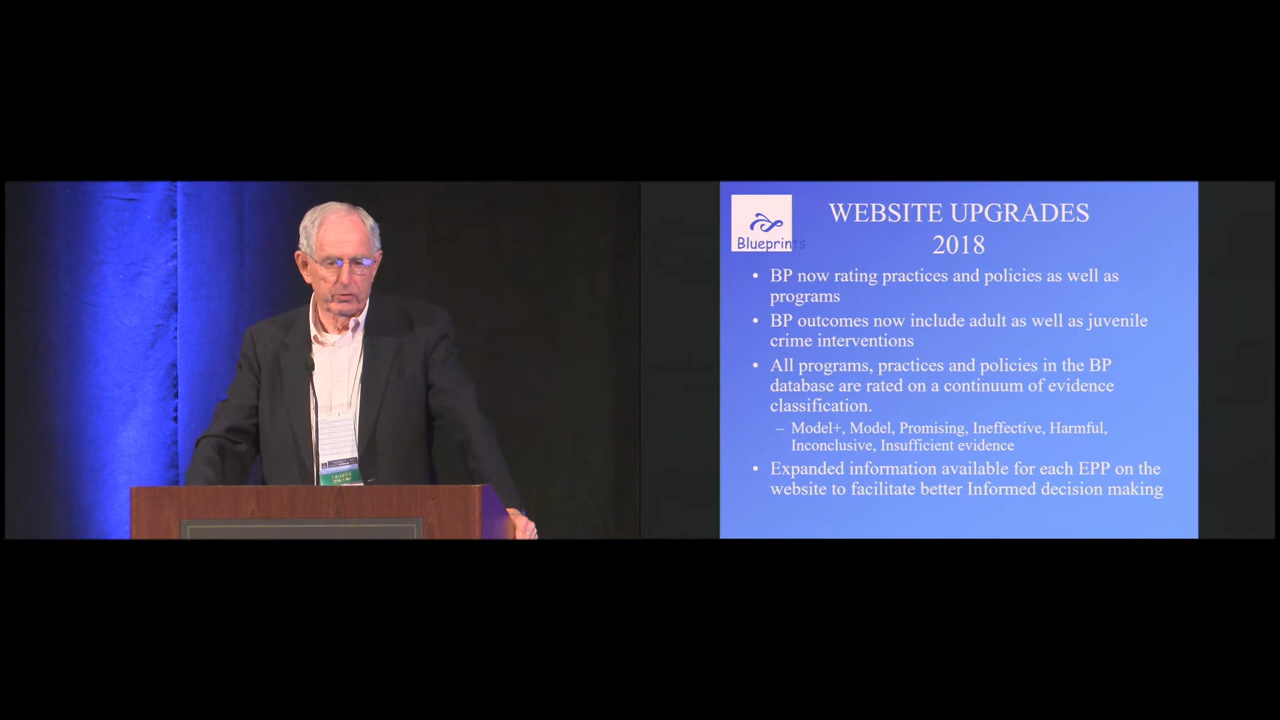 WEBSITE UPGRADES
2018
Blueprints
• BP now rating practices and policies as well as
programs
• BP outcomes now include adult as well as juvenile
crime interventions
• All programs, practices and policies in the BP
database are rated on a continuum of evidence
classification.
– Model+, Model, Promising, Ineffective, Harmful,
Inconclusive, Insufficient evidence
• Expanded information available for each EPP on the
website to facilitate better Informed decision making